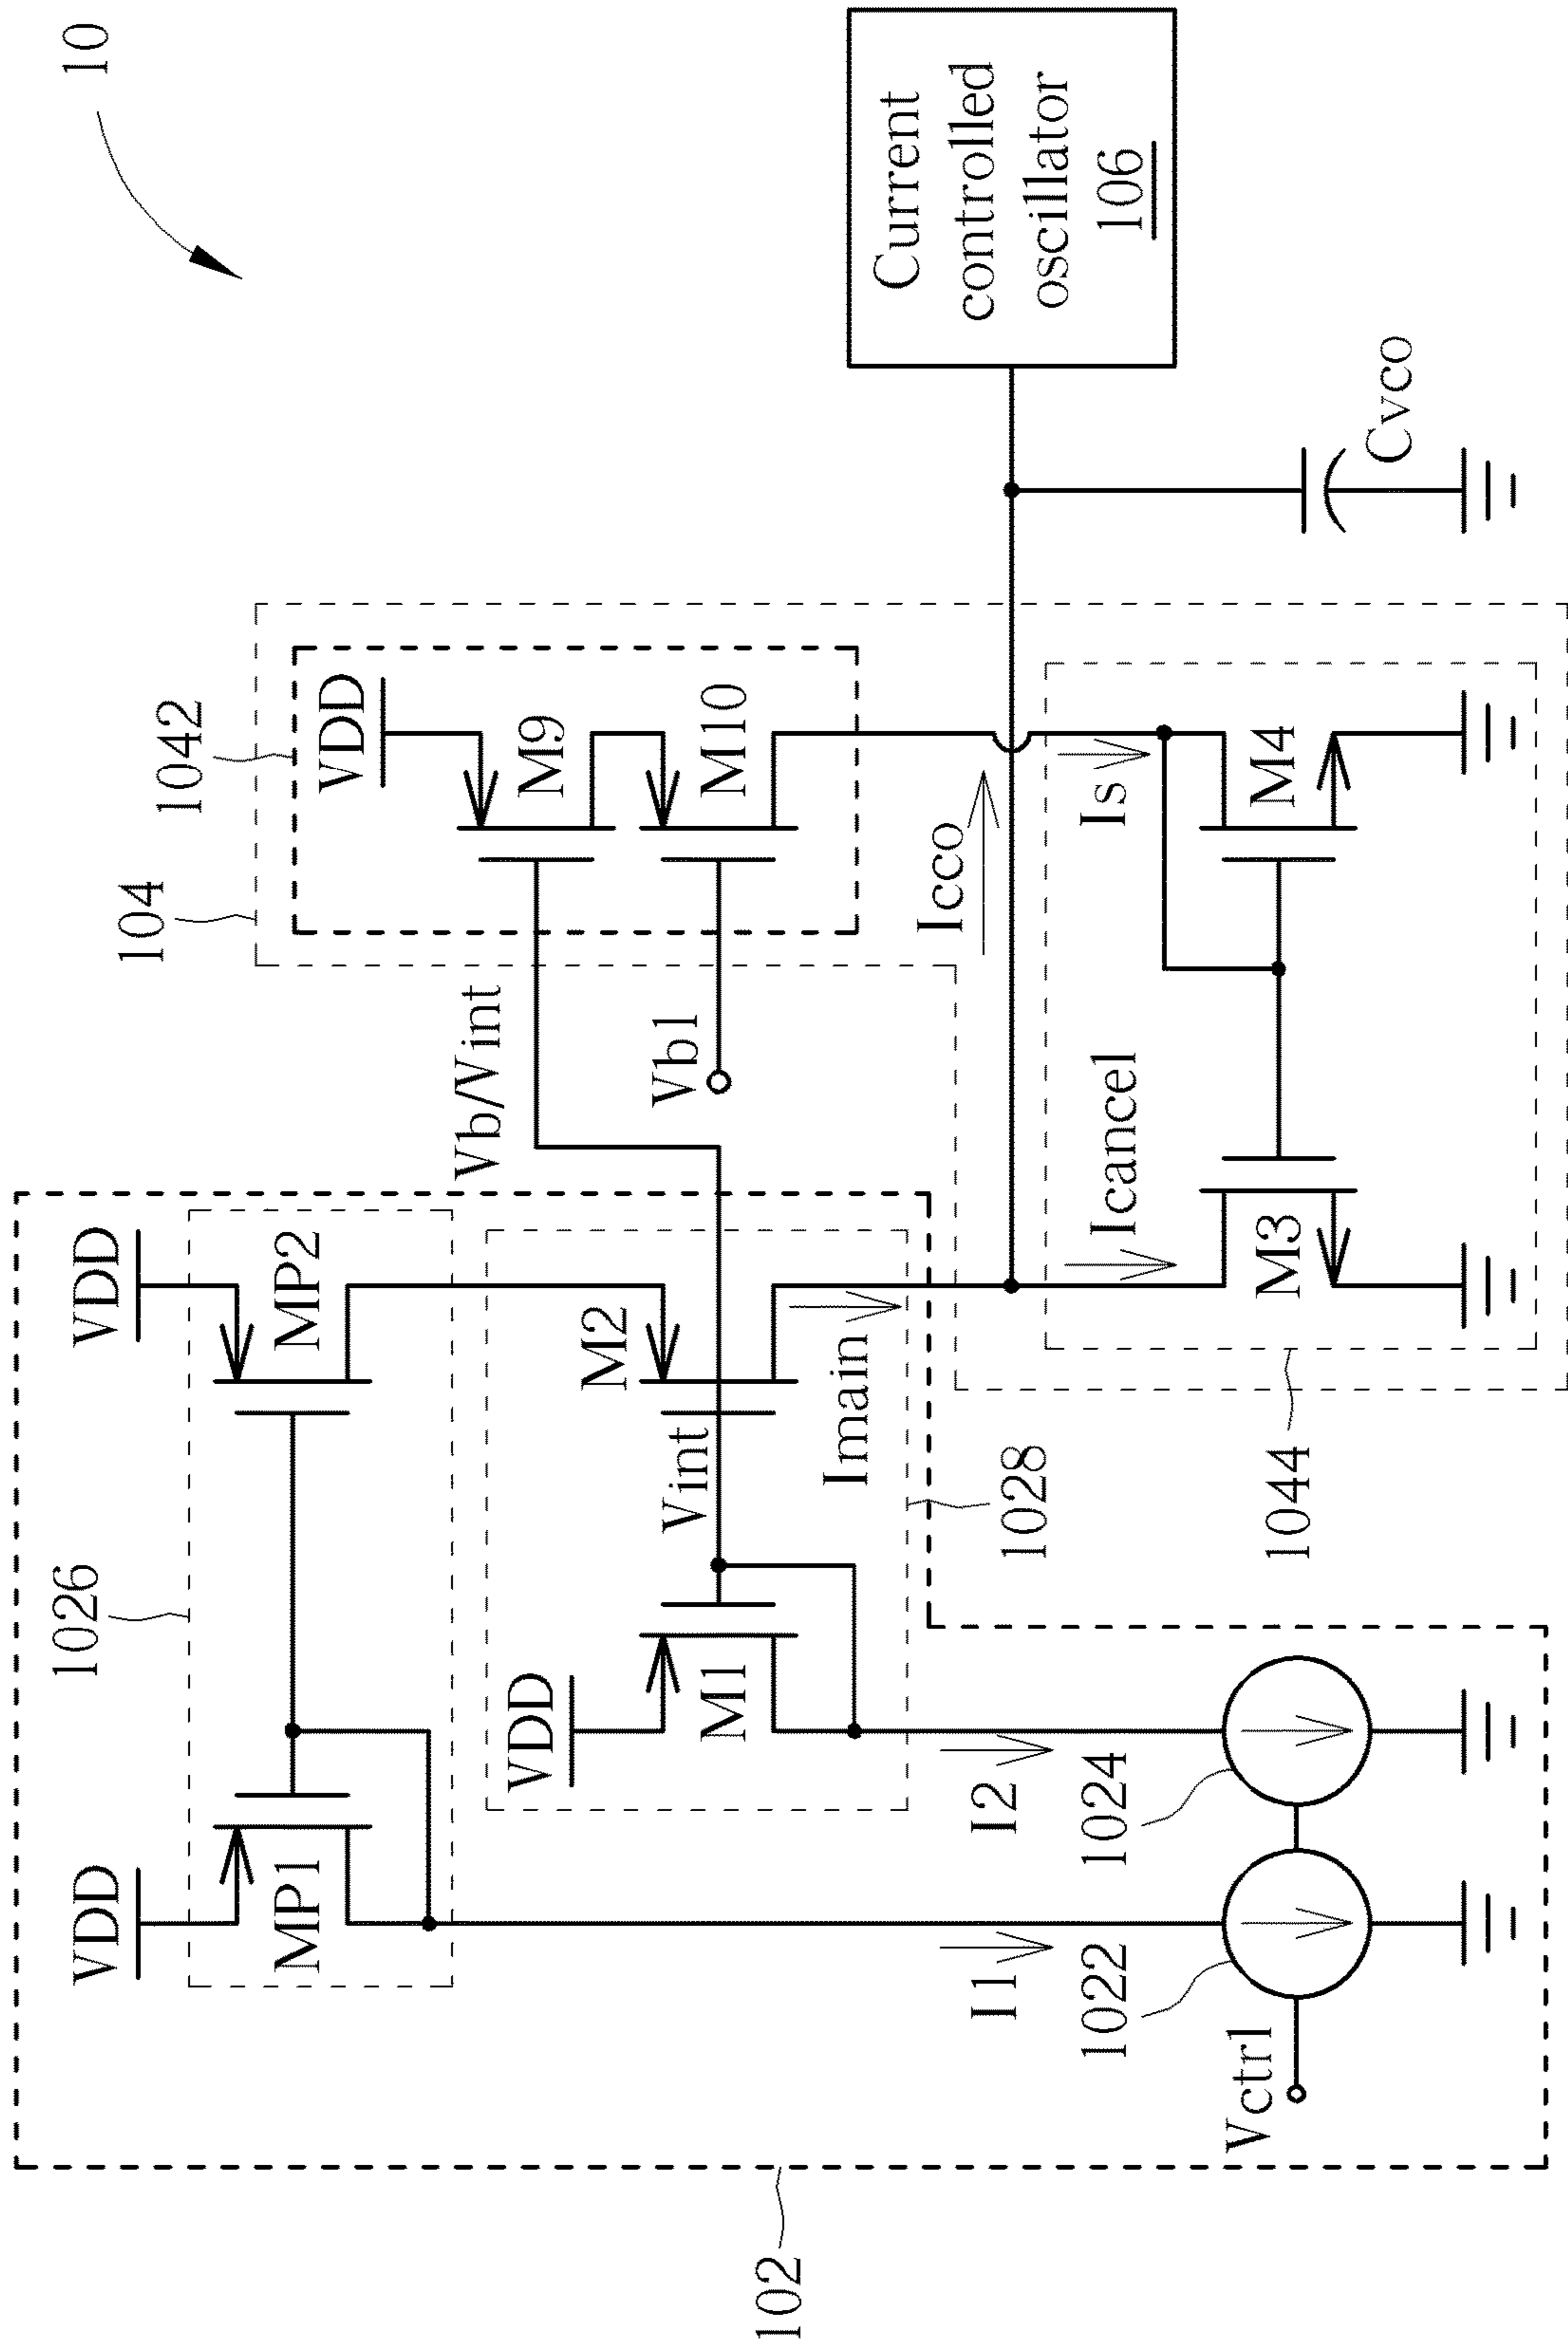 10
102
1026
VDD
MP1
VDD
MP2
VDD
M1
Vint
M2
Imain
1028
I1
I2
1022
1024
Vctrl
104
1042
VDD
M9
M10
Vb/Vint
Vb1
Icco
Is
Icancel
M3
M4
1044
Current
controlled
oscillator
106
Cvco